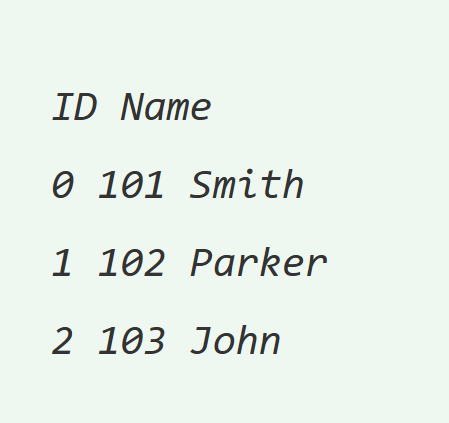 ID Name
0 101 Smith
1 102 Parker
2 103 John